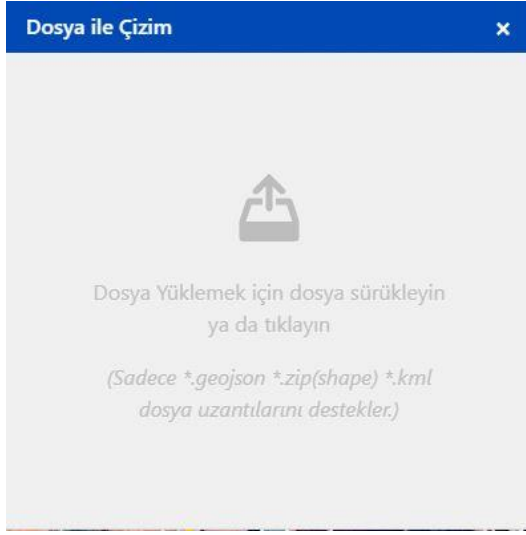 Dosya ile Çizim
Dosya Yüklemek için dosya sürükleyin
ya da tıklayın
(Sadece *.geojson *.zip(shape) *.kml
dosya uzantılarını destekler.)